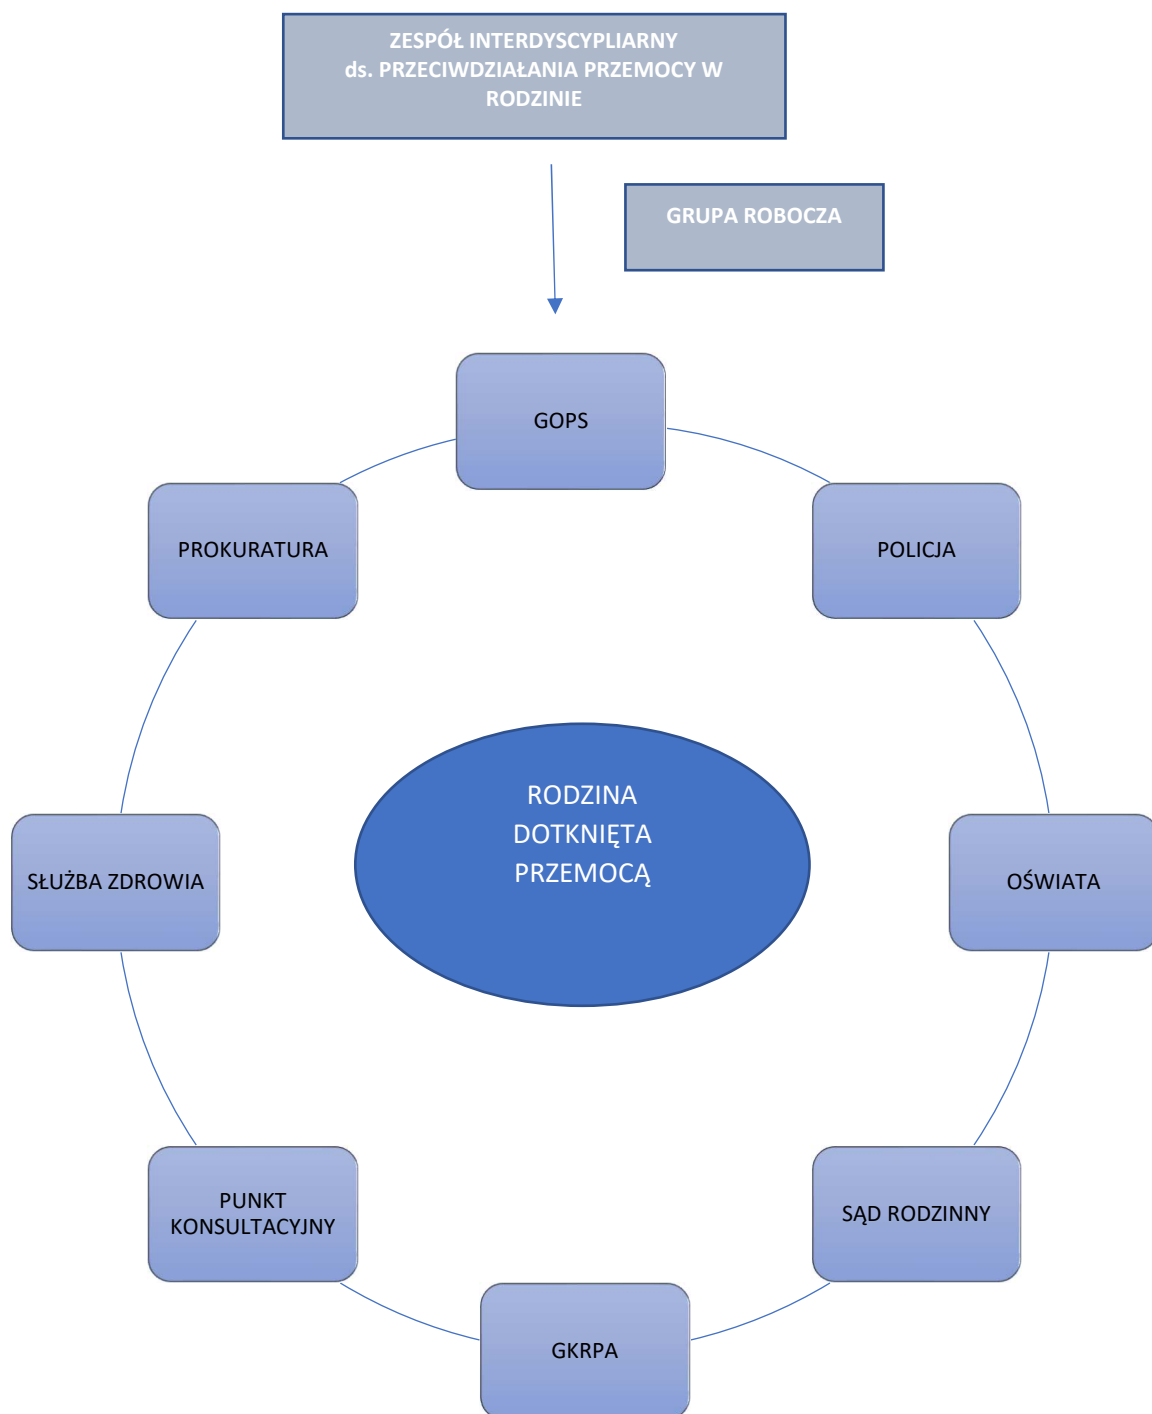 ZESPÓŁ INTERDYSCYPLIARNY
ds. PRZECIWDZIAŁANIA PRZEMOCY W
RODZINIE
GRUPA ROBOCZA
GOPS
PROKURATURA
POLICJA
RODZINA
DOTKNIĘTA
PRZEMOCĄ
SŁUŻBA ZDROWIA
OŚWIATA
PUNKT
KONSULTACYJNY
SĄD RODZINNY
GKRPA